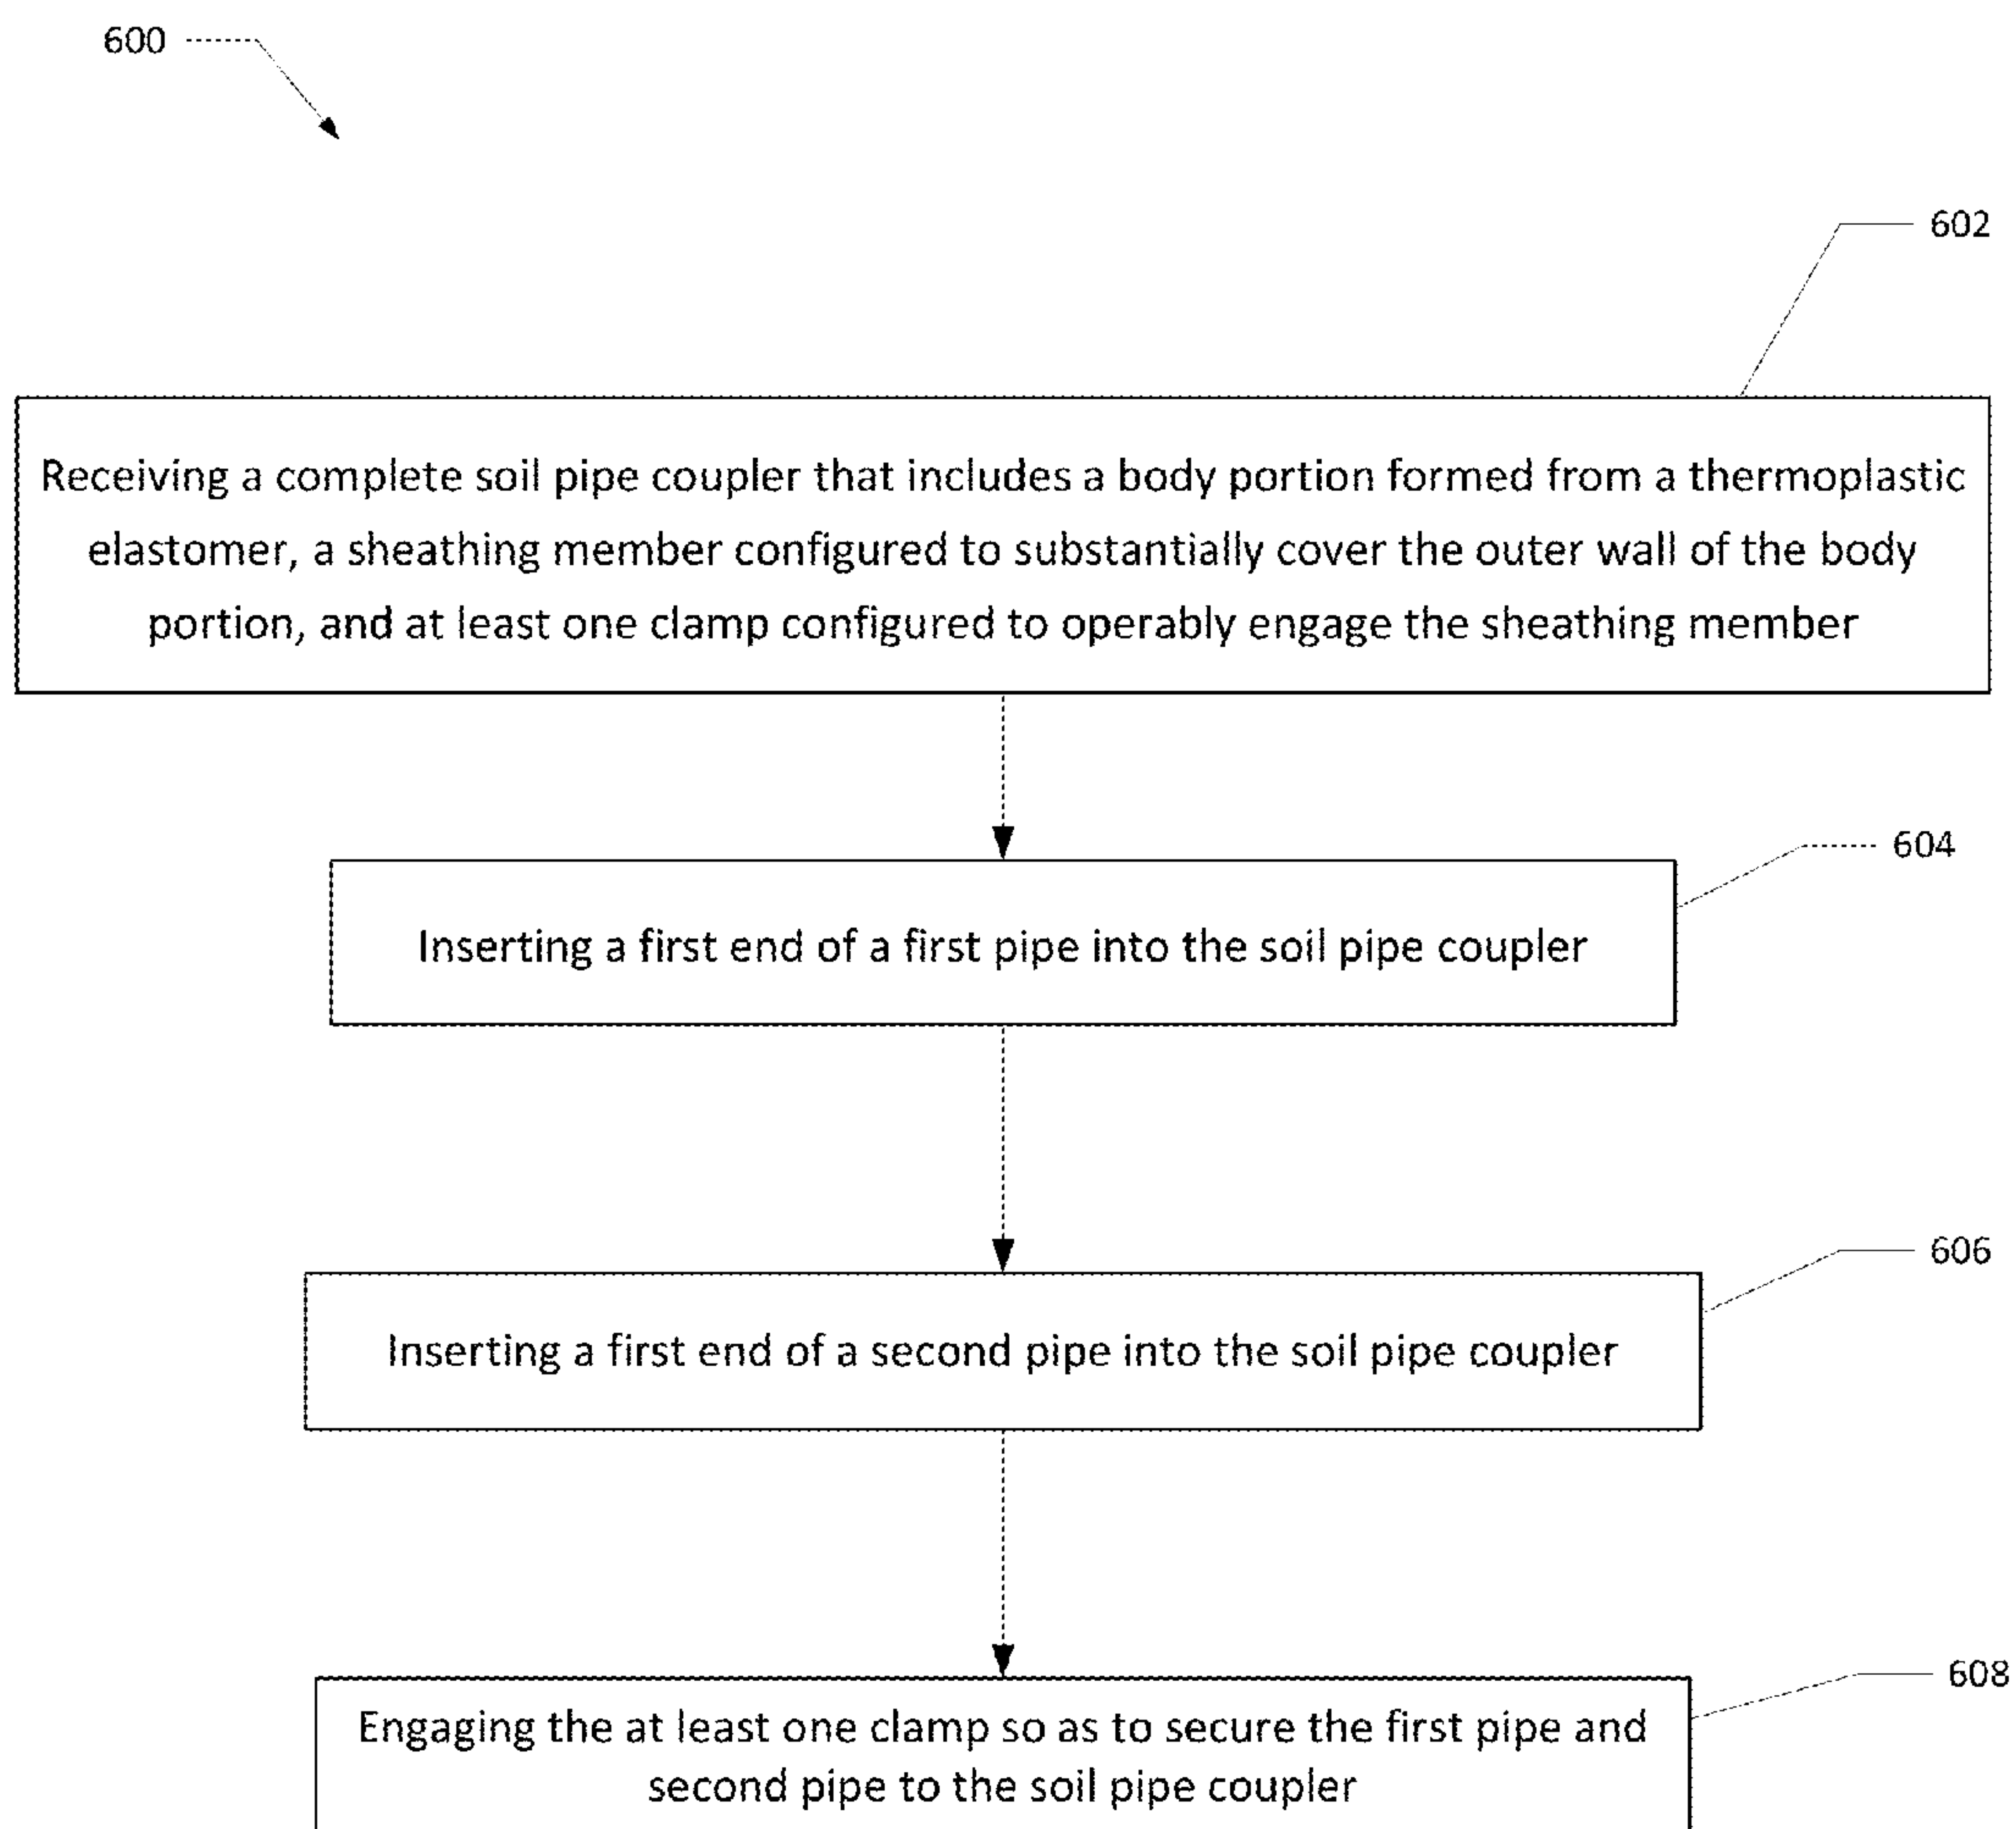 600
602
Receiving a complete soil pipe coupler that includes a body portion formed from a thermoplastic
elastomer, a sheathing member configured to substantially cover the outer wall of the body
portion, and at least one clamp configured to operably engage the sheathing member
604
Inserting a first end of a first pipe into the soil pipe coupler
606
Inserting a first end of a second pipe into the soil pipe coupler
608
Engaging the at least one clamp so as to secure the first pipe and
second pipe to the soil pipe coupler